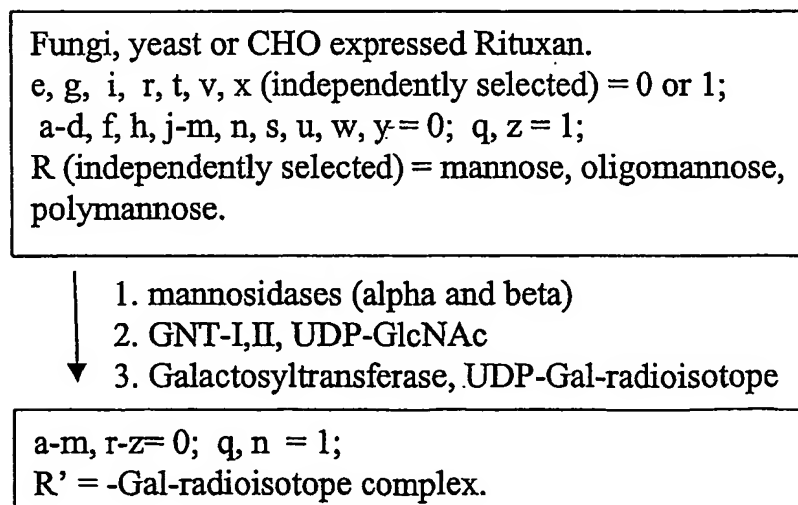 Fungi, yeast or CHO expressed Rituxan.
e, g, i, r, t, v, x (independently selected) = 0 or 1;
a-d, f, h, j-m, n, s, u, w, y= 0; q, z = 1;
R (independently selected) = mannose, oligomannose,
polymannose.
1. mannosidases (alpha and beta)
2. GNT-I,II, UDP-GlcNAc
3. Galactosyltransferase, UDP-Gal-radioisotope
a-m, r-z= 0; q, n = 1;
R’ = -Gal-radioisotope complex.